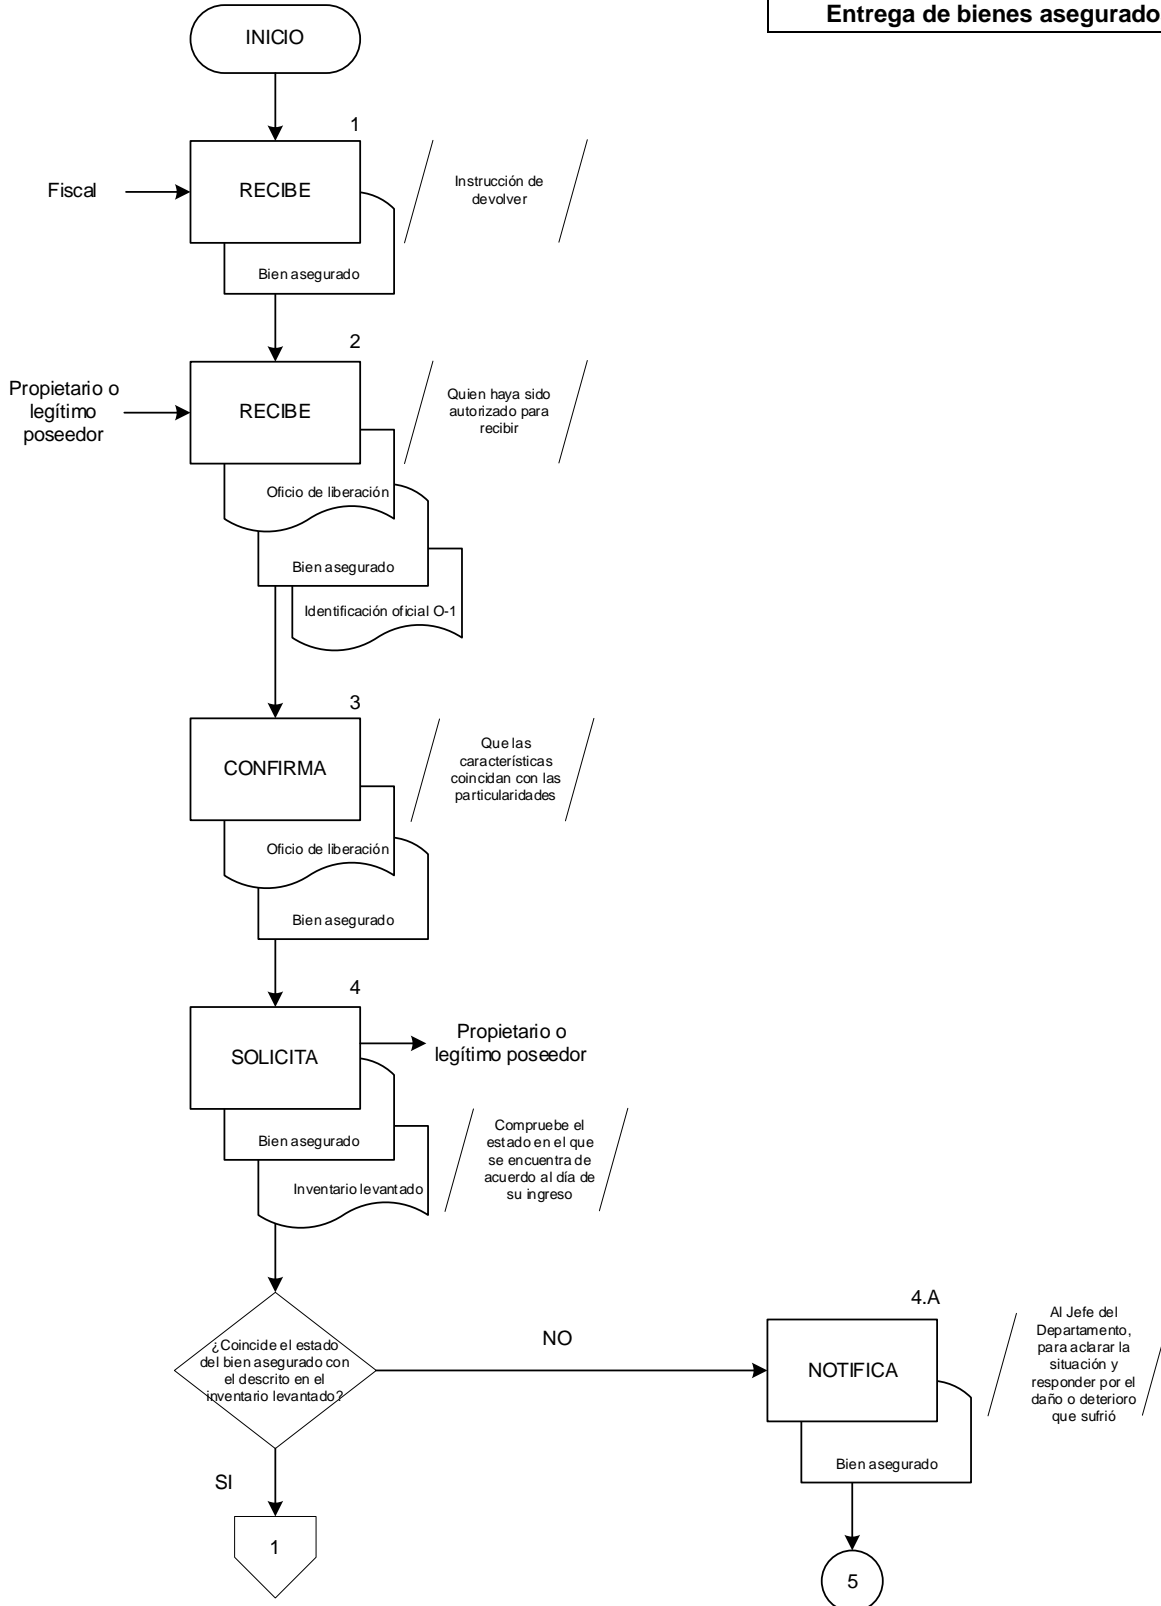 Entrega de bienes asegurado
INICIO
1
Fiscal
RECIBE
Instrucción de
devolver
Bien asegurado
2
Propietario o
legítimo
poseedor
RECIBE
Quien haya sido
autorizado para
recibir
Oficio de liberación
Bien asegurado
Identificación oficial O-1
3
CONFIRMA
Que las
características
coincidan con las
particularidades
Oficio de liberación
Bien asegurado
4
SOLICITA
Propietario o
legítimo poseedor
Bien asegurado
Inventario levantado
Compruebe el
estado en el que
se encuentra de
acuerdo al día de
su ingreso
¿Coincide el estado
del bien asegurado con
el descrito en el
inventario levantado?
NO
4.A
NOTIFICA
Al Jefe del
Departamento,
para aclarar la
situación y
responder por el
daño o deterioro
que sufrió
Bien asegurado
SI
1
5